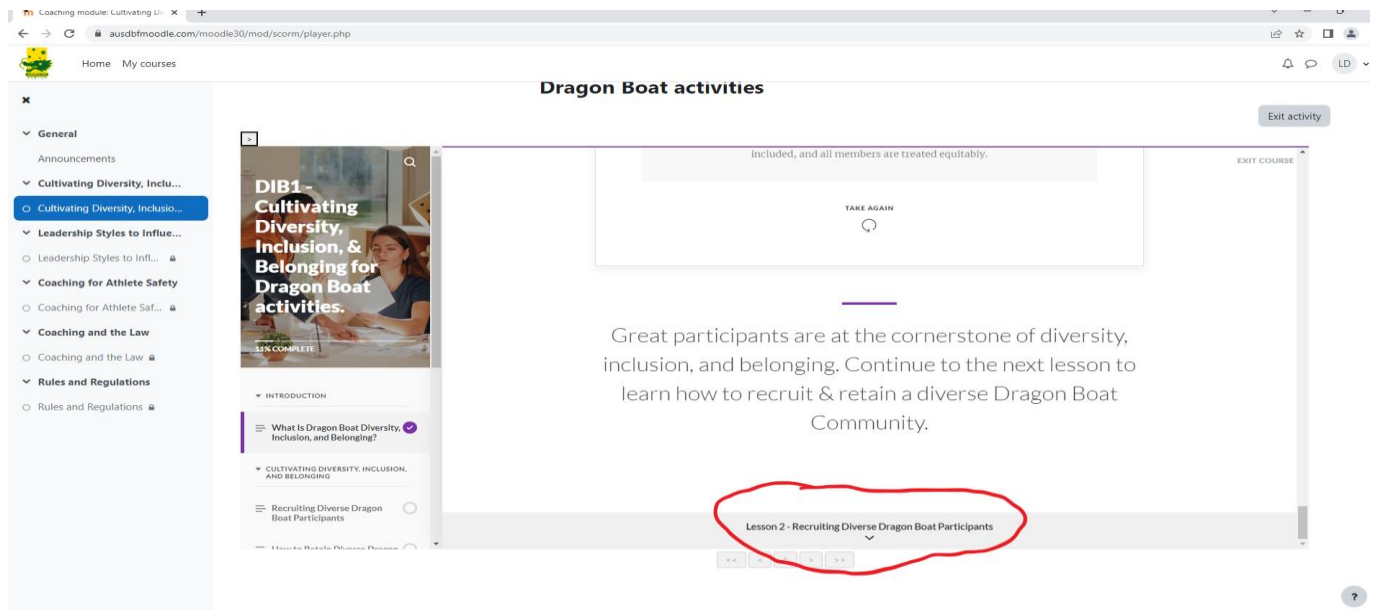 Coaching module: Cultivating Di
ausdbfmoodle.com/moodle30/mod/scorm/player.php
Home My courses
LD
Dragon Boat activities
Exit activity
General
Announcements
Cultivating Diversity, Inclu...
Cultivating Diversity, Inclusio...
Leadership Styles to Influe...
Leadership Styles to Infl...
Coaching for Athlete Safety
Coaching for Athlete Saf...
Coaching and the Law
Coaching and the Law
Rules and Regulations
Rules and Regulations
>
DIB1 -
Cultivating
Diversity,
Inclusion, &
Belonging for
Dragon Boat
activities.
11% COMPLETE
INTRODUCTION
What Is Dragon Boat Diversity,
Inclusion, and Belonging?
CULTIVATING DIVERSITY, INCLUSION,
AND BELONGING
Recruiting Diverse Dragon
Boat Participants
How to Retain Diverse Dragon
included, and all members are treated equitably.
EXIT COURSE
TAKE AGAIN
Great participants are at the cornerstone of diversity,
inclusion, and belonging. Continue to the next lesson to
learn how to recruit & retain a diverse Dragon Boat
Community.
Lesson 2 - Recruiting Diverse Dragon Boat Participants
<< < > >>
?